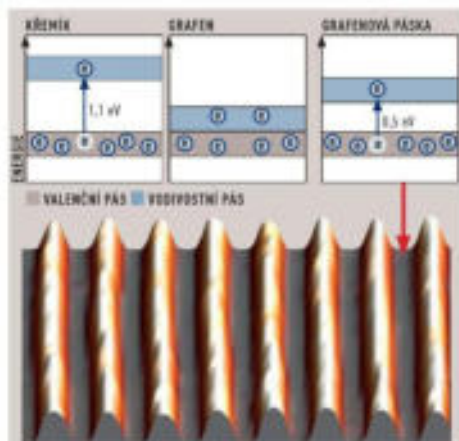 KŘEMÍK
GRAFEN
GRAFENOVÁ PÁSKA
ENERGIE
1,1 eV
0,5 eV
VALENČNÍ PÁS
VODIVOSTNÍ PÁS